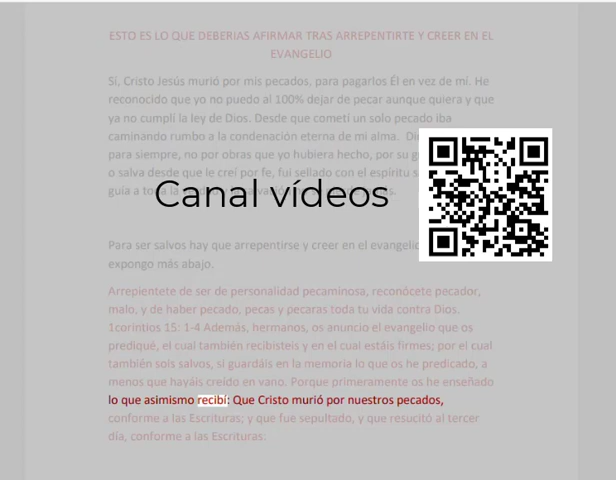 ESTO ES LO QUE DEBERIAS AFIRMAR TRAS ARREPENTIRTE Y CREER EN EL
EVANGELIO
Sí, Cristo Jesús murió por mis pecados, para pagarlos Él en vez de mí. He
reconocido que yo no puedo al 100% dejar de pecar aunque quiera y que
ya no cumplí la ley de Dios. Desde que cometí un solo pecado iba
caminando rumbo a la condenación eterna de mi alma.
para siempre, no por obras que yo hubiera hecho, por su
o salva desde que le creí por fe, fui sellado con el espíritu
guía a
Canal vídeos
Para ser salvos hay que arrepentirse y creer en el
expongo más abajo.
Arrepientete de ser de personalidad pecaminosa, reconócete pecador,
malo, y de haber pecado, pecas y pecaras toda tu vida contra Dios.
1corintios 15: 1-4 Además, hermanos, os anuncio el evangelio que os
prediqué, el cual también recibisteis y en el cual estáis firmes; por el cual
también sois salvos, si guardáis en la memoria lo que os he predicado, a
menos que hayáis creído en vano. Porque primeramente os he enseñado
lo que asimismo recibí: Que Cristo murió por nuestros pecados,
conforme a las Escrituras; y que fue sepultado, y que resucitó al tercer
día, conforme a las Escrituras: